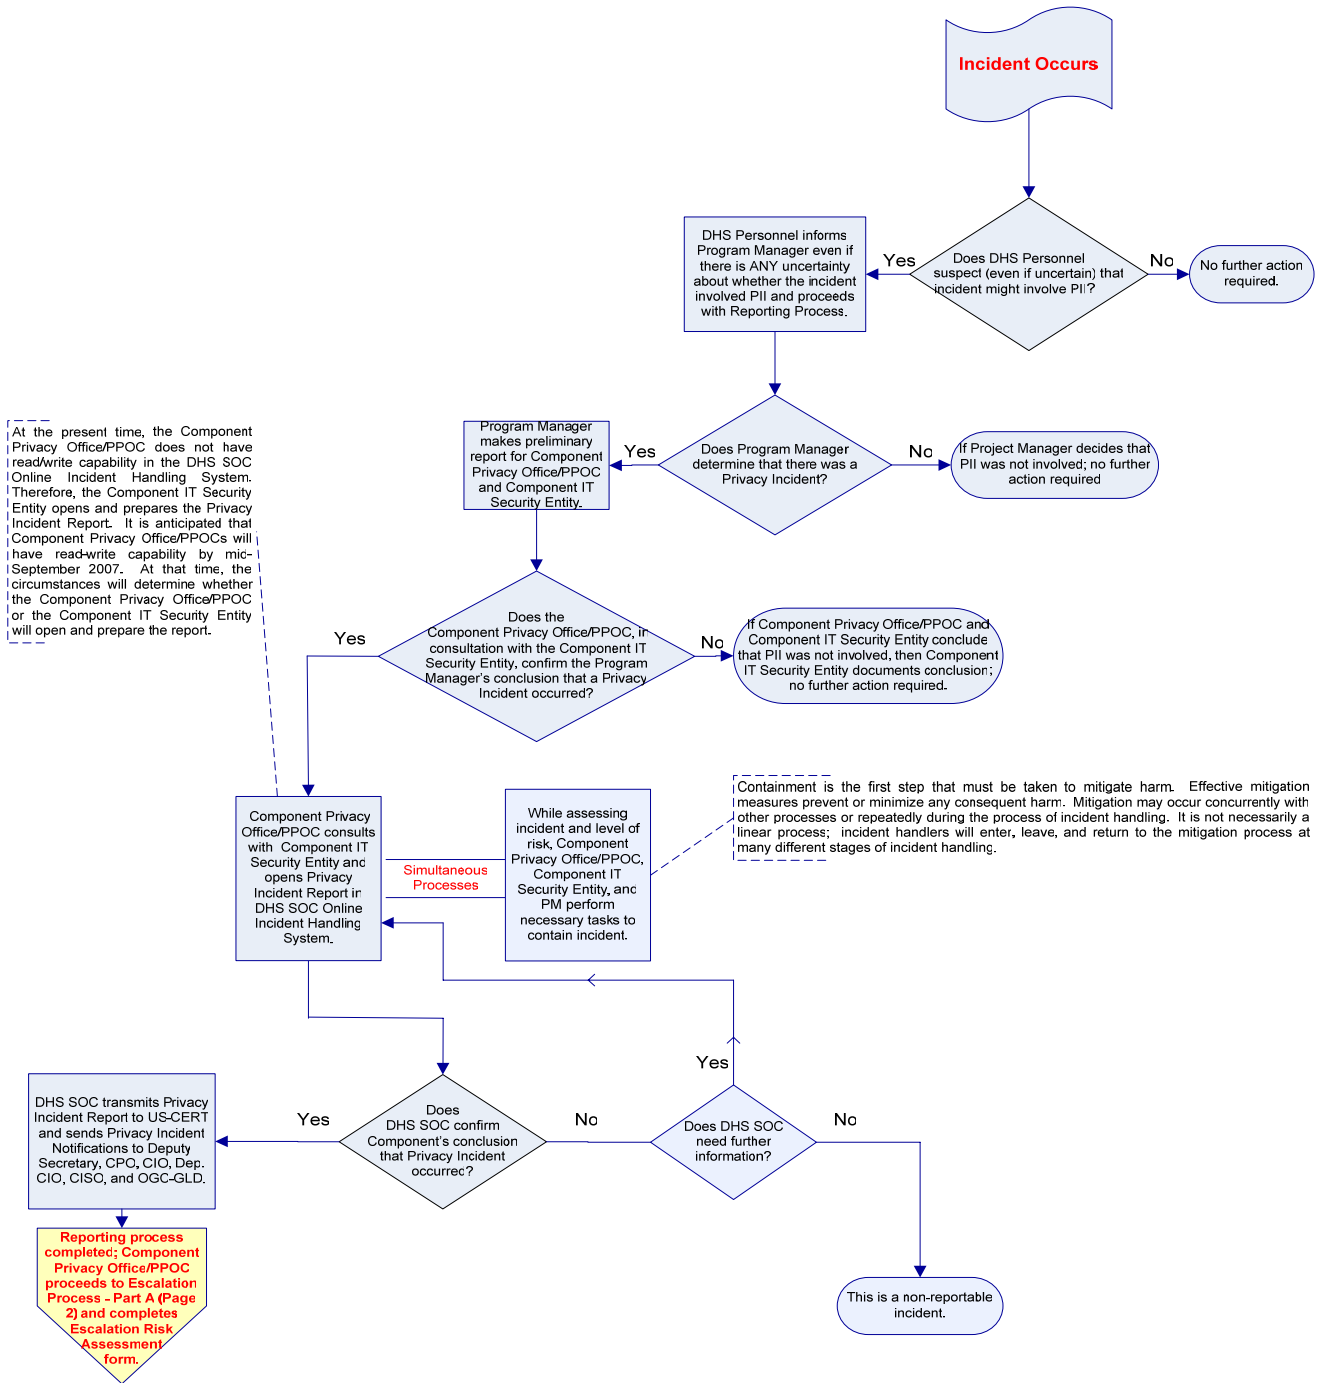 Incident Occurs
Does DHS Personnel
suspect (even if uncertain) that
incident might involve PII?
No
No further action
required.
Yes
DHS Personnel informs
Program Manager even if
there is ANY uncertainty
about whether the incident
involved PII and proceeds
with Reporting Process.
Does Program Manager
determine that there was a
Privacy Incident?
No
If Project Manager decides that
PII was not involved; no further
action required
Yes
Program Manager
makes preliminary
report for Component
Privacy Office/PPOC
and Component IT
Security Entity.
At the present time, the Component
Privacy Office/PPOC does not have
read/write capability in the DHS SOC
Online Incident Handling System.
Therefore, the Component IT Security
Entity opens and prepares the Privacy
Incident Report. It is anticipated that
Component Privacy Office/PPOCs will
have read-write capability by mid-
September 2007. At that time, the
circumstances will determine whether
the Component Privacy Office/PPOC
or the Component IT Security Entity
will open and prepare the report.
Does the
Component Privacy Office/PPOC, in
consultation with the Component IT
Security Entity, confirm the Program
Manager's conclusion that a Privacy
Incident occurred?
No
If Component Privacy Office/PPOC and
Component IT Security Entity conclude
that PII was not involved, then Component
IT Security Entity documents conclusion;
no further action required.
Yes
Component Privacy
Office/PPOC consults
with Component IT
Security Entity and
opens Privacy
Incident Report in
DHS SOC Online
Incident Handling
System.
Simultaneous
Processes
While assessing
incident and level of
risk, Component
Privacy Office/PPOC,
Component IT
Security Entity, and
PM perform
necessary tasks to
contain incident.
Containment is the first step that must be taken to mitigate harm. Effective mitigation
measures prevent or minimize any consequent harm. Mitigation may occur concurrently with
other processes or repeatedly during the process of incident handling. It is not necessarily a
linear process; incident handlers will enter, leave, and return to the mitigation process at
many different stages of incident handling.
Does
DHS SOC confirm
Component's conclusion
that Privacy Incident
occurred?
No
Does DHS SOC
need further
information?
Yes
No
This is a non-reportable
incident.
Yes
DHS SOC transmits Privacy
Incident Report to US-CERT
and sends Privacy Incident
Notifications to Deputy
Secretary, CPO, CIO, Dep.
CIO, CISO, and OGC-GLD.
Reporting process
completed; Component
Privacy Office/PPOC
proceeds to Escalation
Process - Part A (Page
2) and completes
Escalation Risk
Assessment
form.